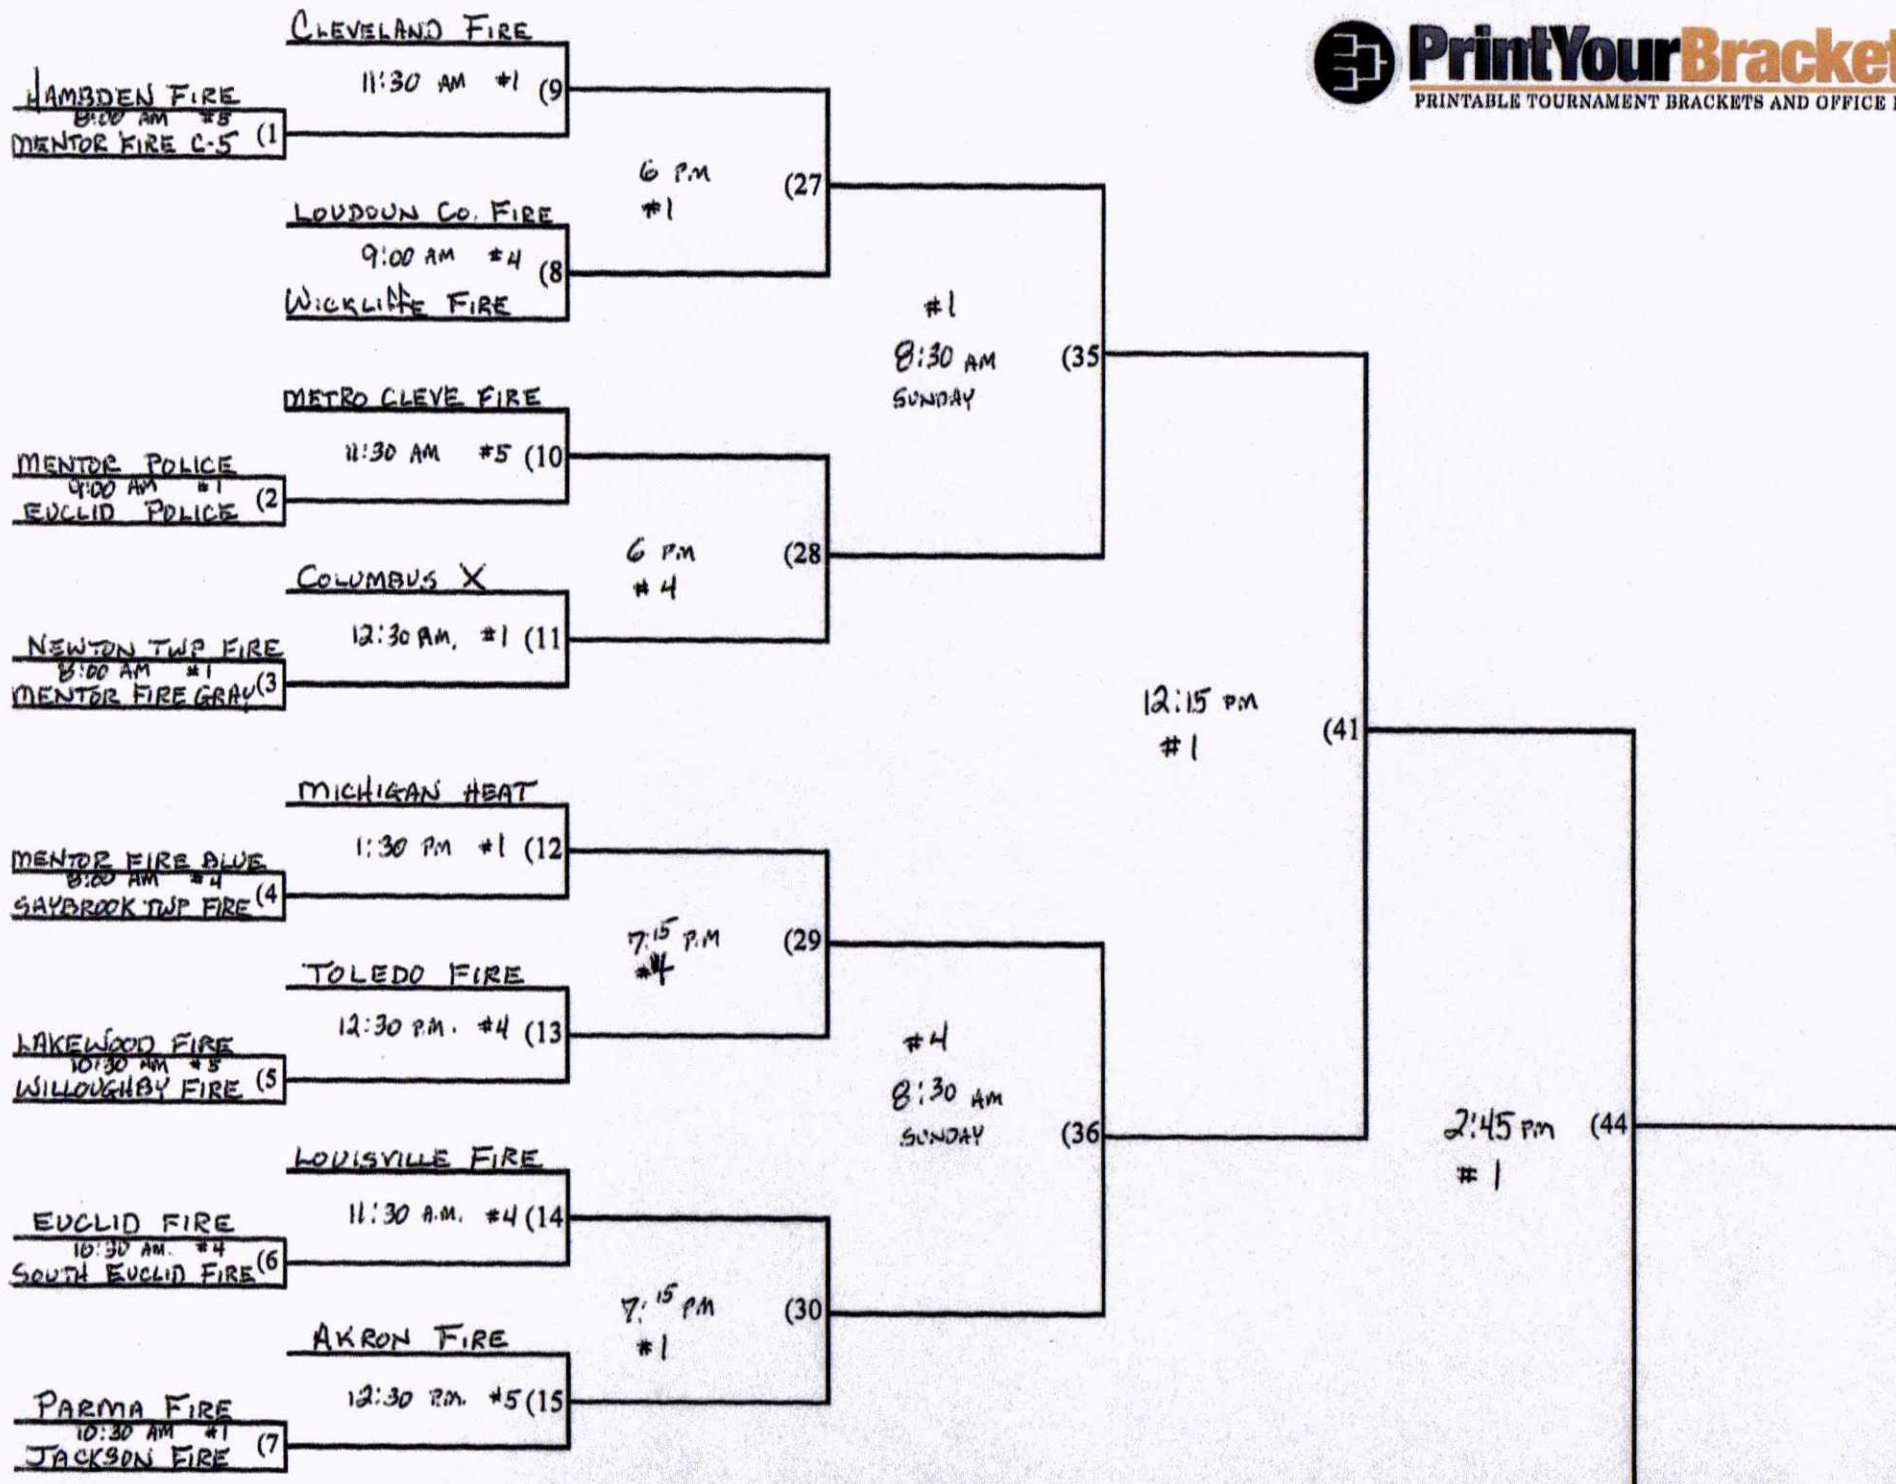 CLEVELAND FIRE
PrintYourBracket
PRINTABLE TOURNAMENT BRACKETS AND OFFICE
11:30 AM #1 (9
HAMBDEN FIRE
8:00 AM #5
MENTOR FIRE C-5 (1
6 PM (27
#1
LOUDOUN CO. FIRE
9:00 AM #4 (8
WICKLIFFE FIRE
#1
8:30 AM (35
SUNDAY
METRO CLEVE FIRE
11:30 AM #5 (10
MENTOR POLICE
9:00 AM #1
EUCLID POLICE (2
6 PM (28
#4
COLUMBUS X
12:30 PM. #1 (11
NEWTON TWP FIRE
8:00 AM #1
MENTOR FIRE GRAY (3
12:15 PM (41
#1
MICHIGAN HEAT
1:30 PM #1 (12
MENTOR FIRE BLUE
8:00 AM #4
SAYBROOK TWP FIRE (4
7:15 P.M (29
#4
TOLEDO FIRE
12:30 P.M. #4 (13
LAKEWOOD FIRE
10:30 AM #5
WILLOUGHBY FIRE (5
#4
8:30 AM
SUNDAY (36
2:45 PM (44
#1
LOUISVILLE FIRE
11:30 A.M. #4 (14
EUCLID FIRE
10:30 AM. #4
SOUTH EUCLID FIRE (6
7:15 PM (30
#1
AKRON FIRE
12:30 P.M. #5 (15
PARMA FIRE
10:30 AM #1
JACKSON FIRE (7